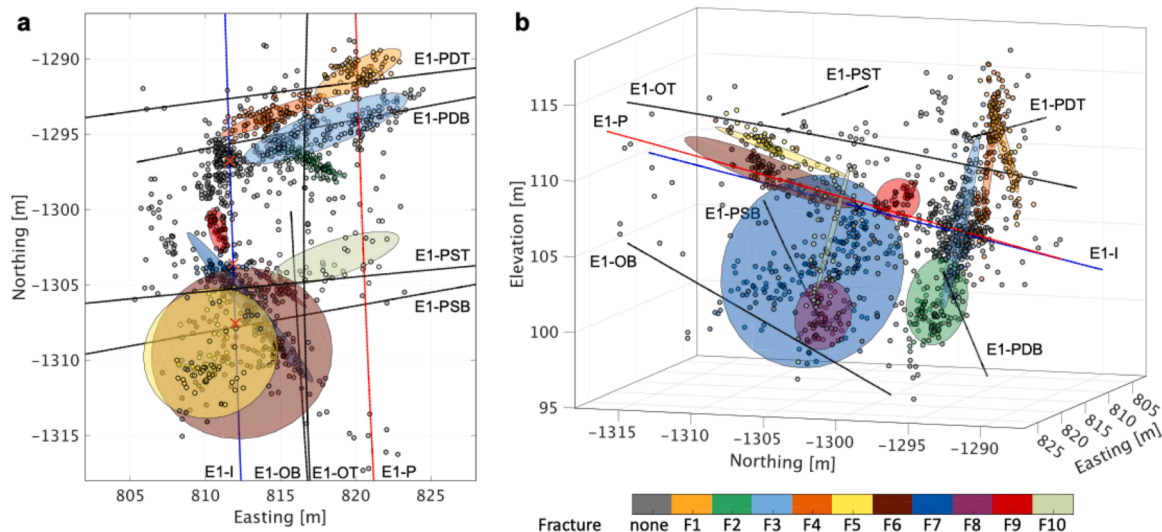 a
b
−1290
−1295
−1300
−1305
−1310
−1315
Northing [m]
805
810
815
820
825
Easting [m]
E1-PDT
E1-PDB
E1-PST
E1-PSB
E1-I
E1-OB
E1-OT
E1-P
115
110
105
100
95
Elevation [m]
E1-OT
E1-P
E1-PST
E1-PDT
E1-PSB
E1-OB
E1-I
E1-PDB
−1315
−1310
−1305
−1300
−1295
−1290
Northing [m]
805
810
815
820
825
Easting [m]
Fracture none F1 F2 F3 F4 F5 F6 F7 F8 F9 F10